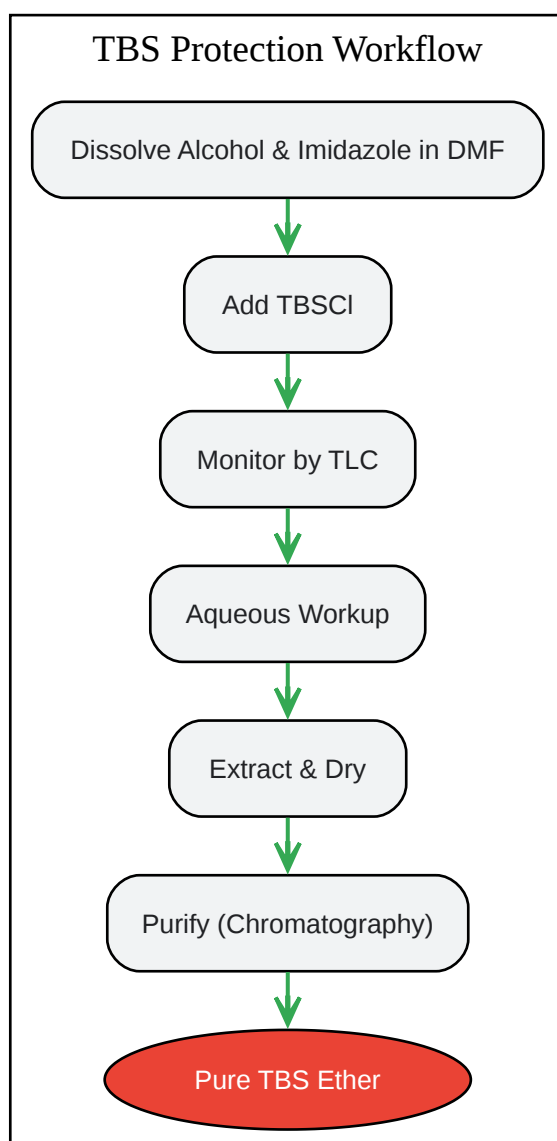 TBS Protection Workflow
Dissolve Alcohol & Imidazole in DMF
Add TBSCl
Monitor by TLC
Aqueous Workup
Extract & Dry
Purify (Chromatography)
Pure TBS Ether